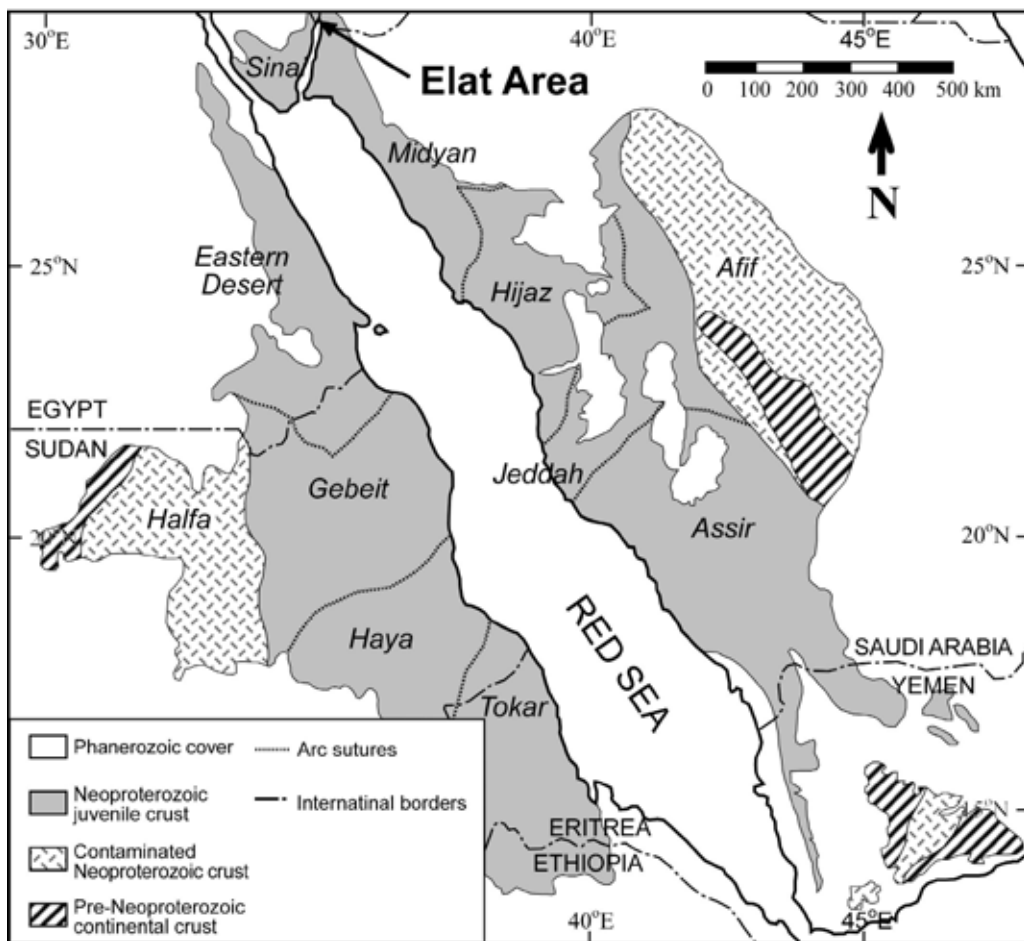 30°E
40°E
45°E
Sinai
Elat Area
0 100 200 300 400 500 km
N
Midyan
25°N
Eastern
Desert
Hijaz
Afif
25°N
EGYPT
SUDAN
Gebeit
Jeddah
Halfa
Assir
20°N
Haya
RED SEA
SAUDI ARABIA
YEMEN
Tokar
ERITREA
ETHIOPIA
15°N
40°E
45°E
Phanerozoic cover
Arc sutures
Neoproterozoic
juvenile crust
Internatinal borders
Contaminated
Neoproterozoic crust
Pre-Neoproterozoic
continental crust